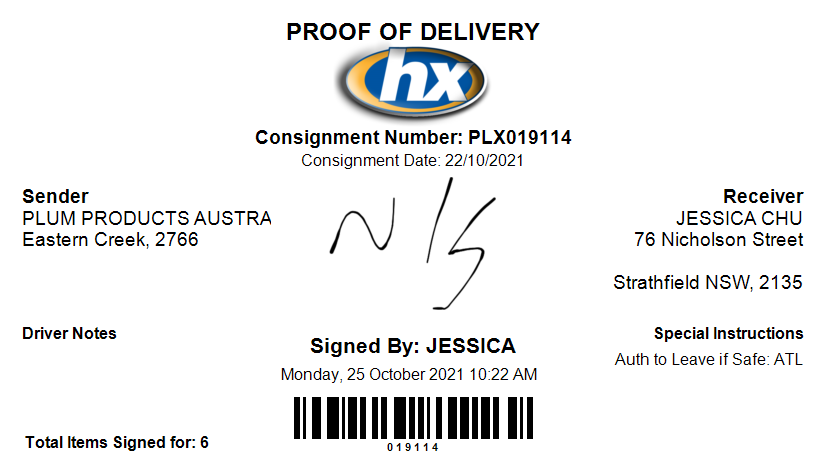 PROOF OF DELIVERY
hx
Consignment Number: PLX019114
Consignment Date: 22/10/2021
Sender
PLUM PRODUCTS AUSTRA
Eastern Creek, 2766
Receiver
JESSICA CHU
76 Nicholson Street
Strathfield NSW, 2135
Driver Notes
Signed By: JESSICA
Monday, 25 October 2021 10:22 AM
Special Instructions
Auth to Leave if Safe: ATL
Total Items Signed for: 6
019114